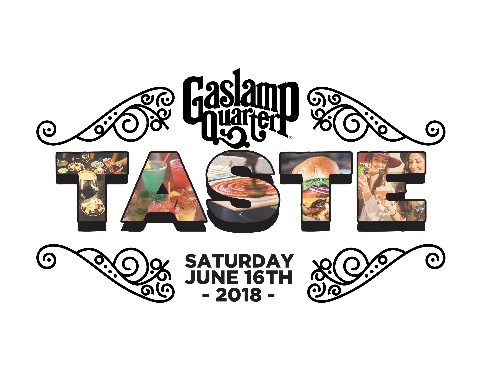 Gaslamp
Quarter
TASTE
SATURDAY
JUNE 16TH
- 2018 -